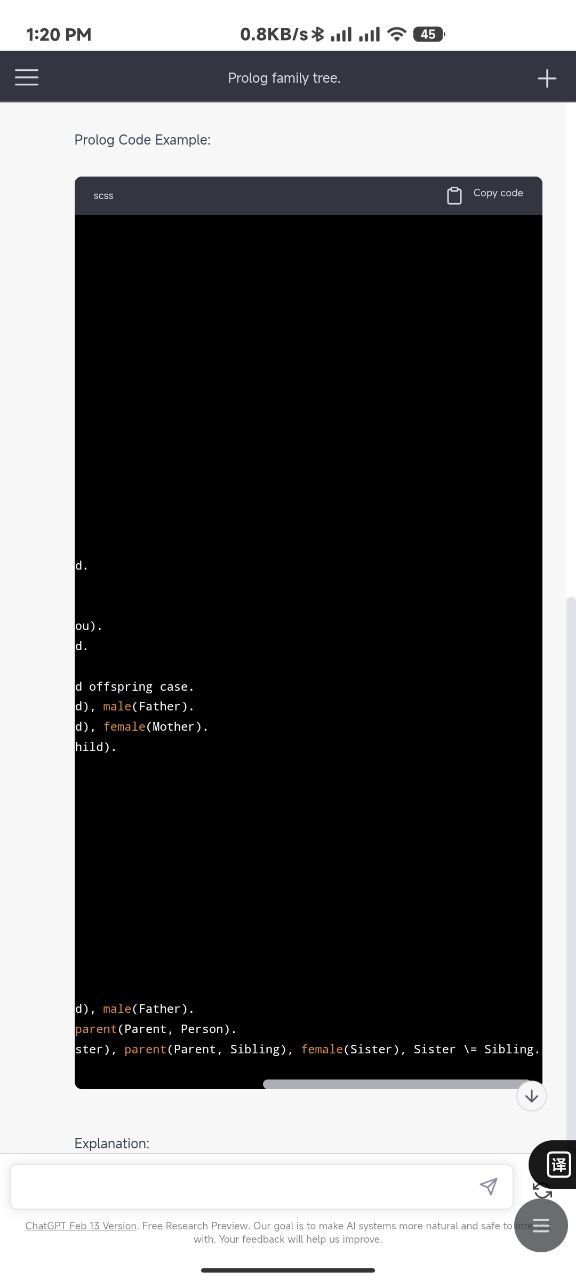 1:20 PM 0.8KB/s 45
Prolog family tree.
Prolog Code Example:
scss Copy code
d.
ou).
d.
d offspring case.
d), male(Father).
d), female(Mother).
hild).
d), male(Father).
parent(Parent, Person).
ster), parent(Parent, Sibling), female(Sister), Sister \= Sibling.
Explanation:
译
ChatGPT Feb 13 Version. Free Research Preview. Our goal is to make AI systems more natural and safe to
with. Your feedback will help us improve.